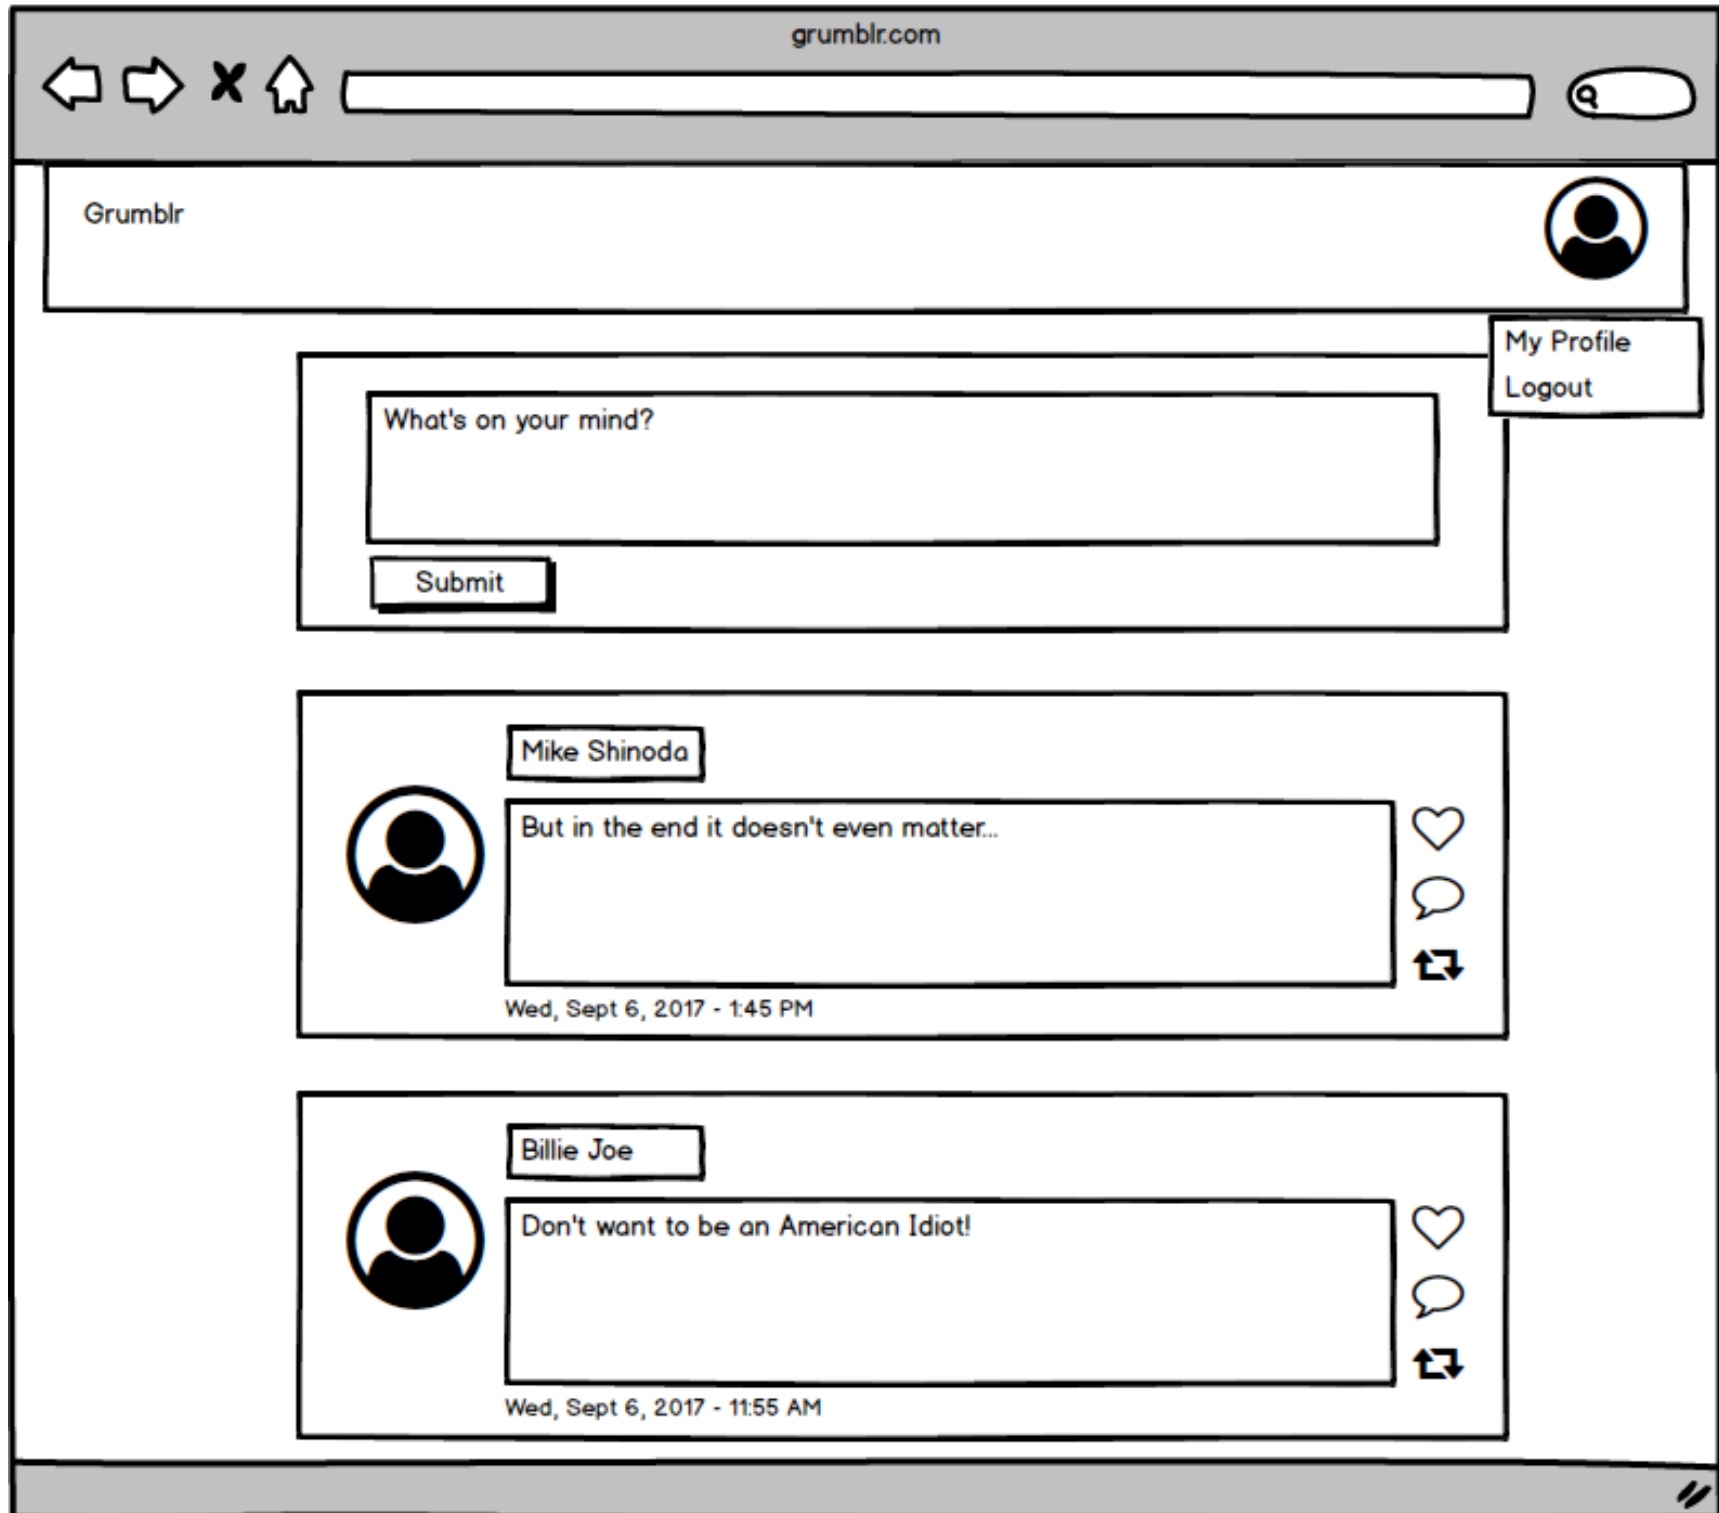 grumblr.com
Grumblr
My Profile
Logout
What's on your mind?
Submit
Mike Shinoda
But in the end it doesn't even matter...
Wed, Sept 6, 2017 - 1:45 PM
Billie Joe
Don't want to be an American Idiot!
Wed, Sept 6, 2017 - 11:55 AM